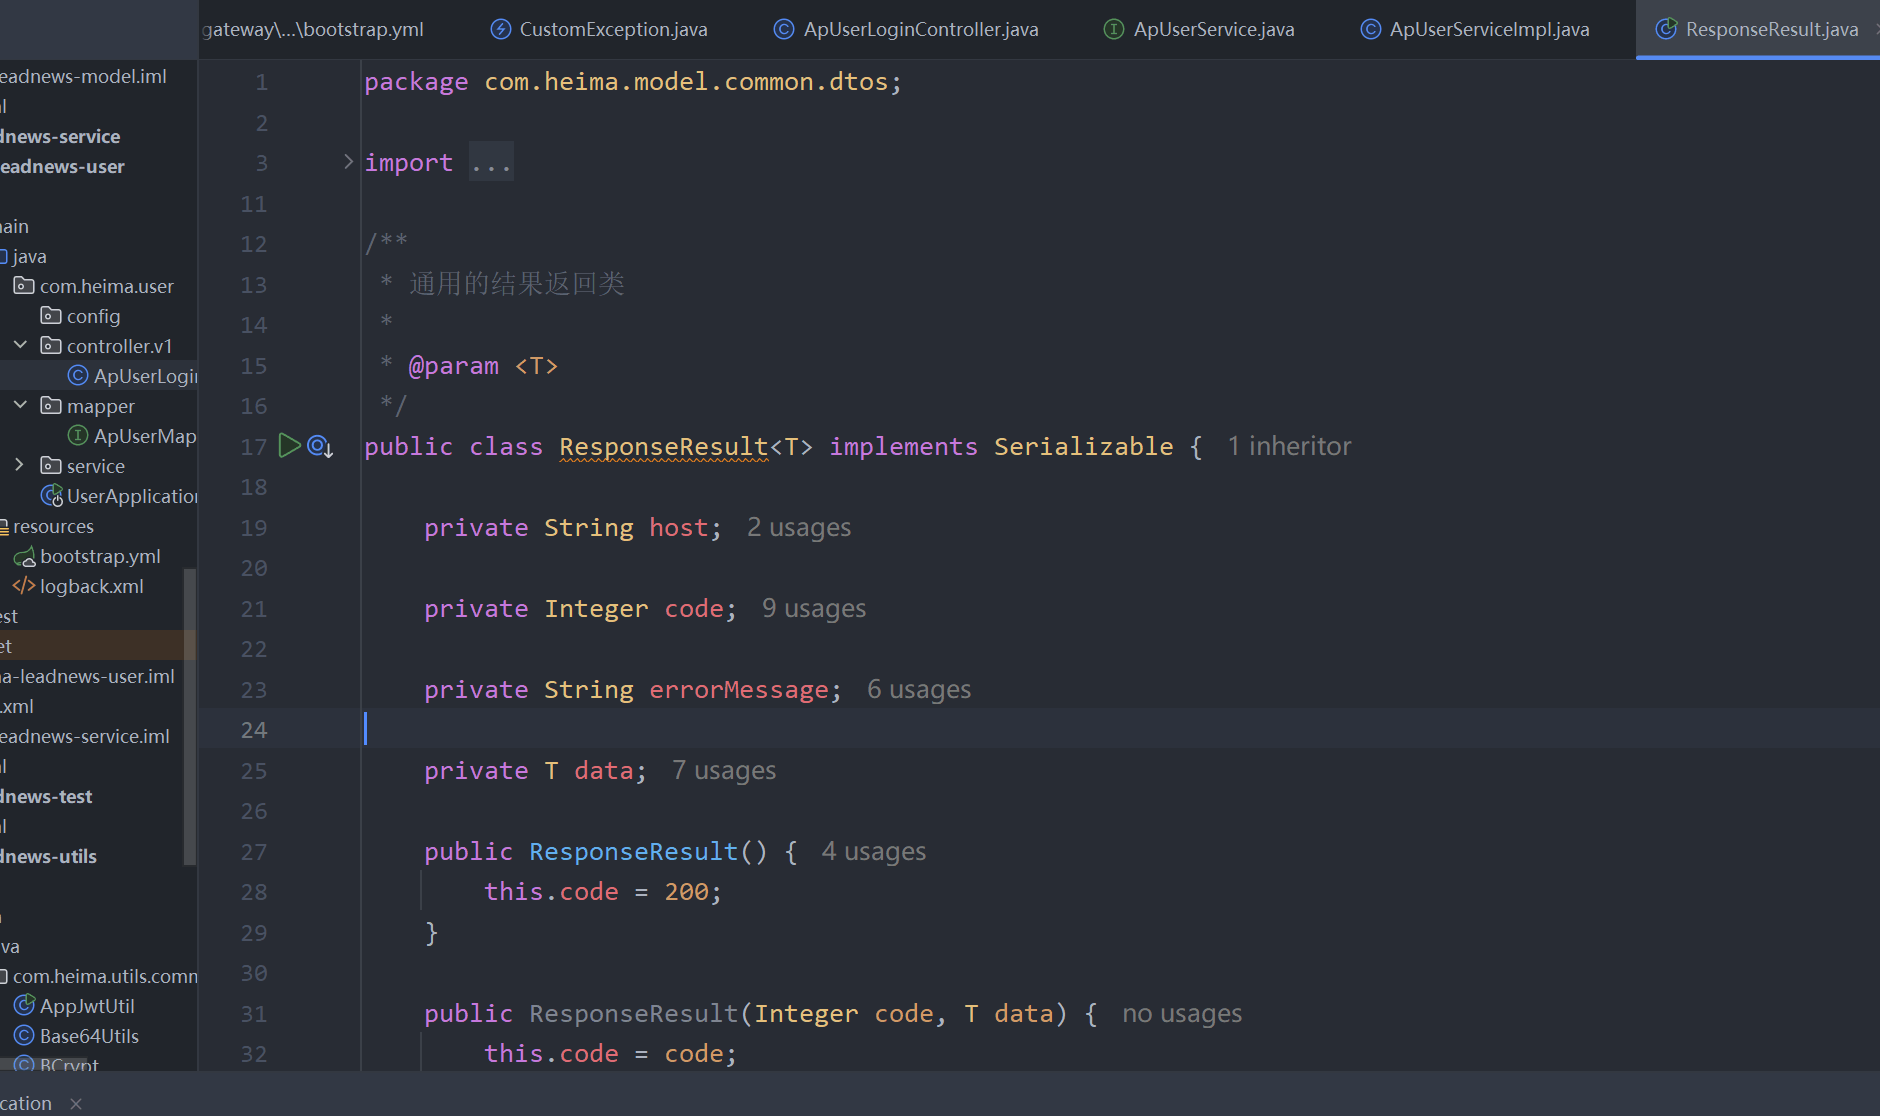 gateway\...\bootstrap.yml
CustomException.java
ApUserLoginController.java
ApUserService.java
ApUserServiceImpl.java
ResponseResult.java
eadnews-model.iml
dnews-service
eadnews-user
ain
java
com.heima.user
config
controller.v1
ApUserLogin
mapper
ApUserMap
service
UserApplication
resources
bootstrap.yml
logback.xml
est
et
a-leadnews-user.iml
.xml
eadnews-service.iml
dnews-test
dnews-utils
va
com.heima.utils.comm
AppJwtUtil
Base64Utils
BCrypt
1 package com.heima.model.common.dtos;
2
3 import ...
11
12 /**
13 * 通用的结果返回类
14 *
15 * @param <T>
16 */
17 public class ResponseResult<T> implements Serializable { 1 inheritor
18
19 private String host; 2 usages
20
21 private Integer code; 9 usages
22
23 private String errorMessage; 6 usages
24
25 private T data; 7 usages
26
27 public ResponseResult() { 4 usages
28 this.code = 200;
29 }
30
31 public ResponseResult(Integer code, T data) { no usages
32 this.code = code;
cation